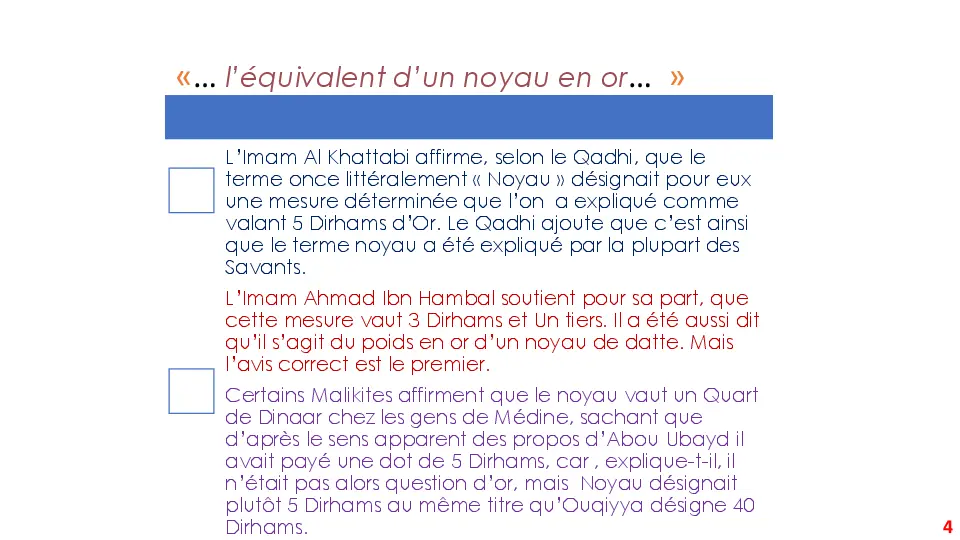 «... l’équivalent d’un noyau en or... »
L’Imam Al Khattabi affirme, selon le Qadhi, que le
terme once littéralement « Noyau » désignait pour eux
une mesure déterminée que l’on a expliqué comme
valant 5 Dirhams d’Or. Le Qadhi ajoute que c’est ainsi
que le terme noyau a été expliqué par la plupart des
Savants.
L’Imam Ahmad Ibn Hambal soutient pour sa part, que
cette mesure vaut 3 Dirhams et Un tiers. Il a été aussi dit
qu’il s’agit du poids en or d’un noyau de datte. Mais
l’avis correct est le premier.
Certains Malikites affirment que le noyau vaut un Quart
de Dinaar chez les gens de Médine, sachant que
d’après le sens apparent des propos d’Abou Ubayd il
avait payé une dot de 5 Dirhams, car , explique-t-il, il
n’était pas alors question d’or, mais Noyau désignait
plutôt 5 Dirhams au même titre qu’Ouqiyya désigne 40
Dirhams.
4